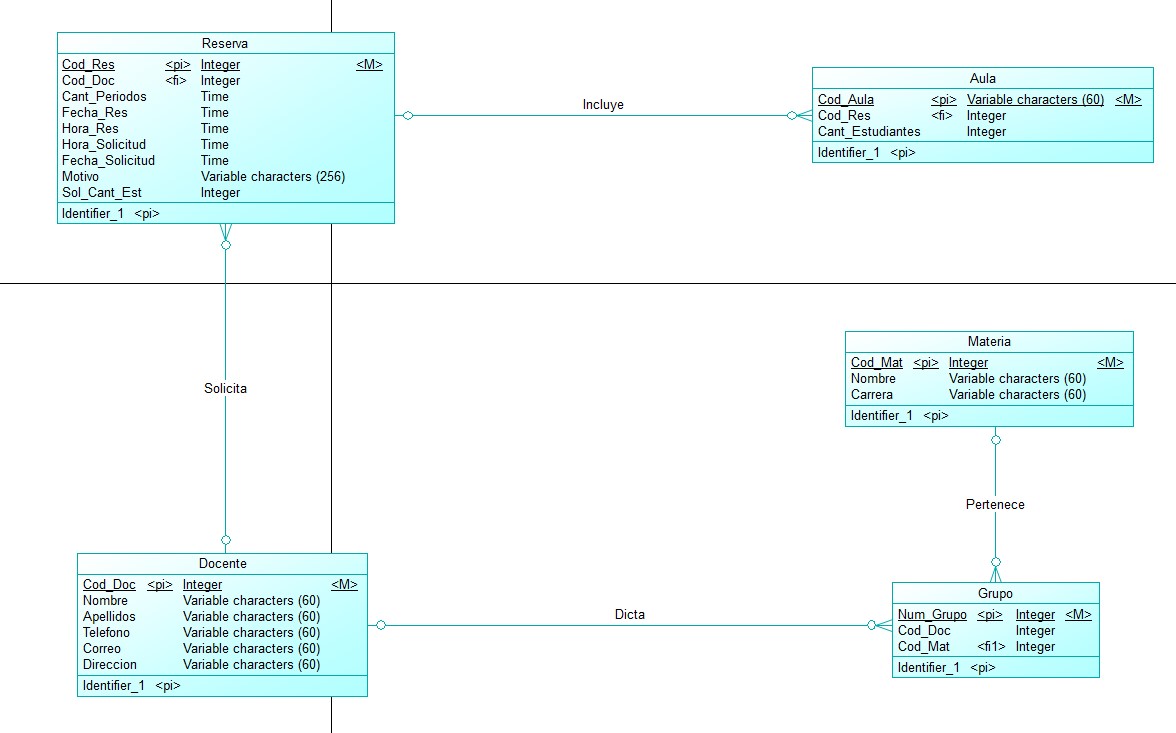 Reserva
Cod_Res <pi> Integer <M>
Cod_Doc <fi> Integer
Cant_Periodos Time
Fecha_Res Time
Hora_Res Time
Hora_Solicitud Time
Fecha_Solicitud Time
Motivo Variable characters (256)
Sol_Cant_Est Integer
Identifier_1 <pi>
Incluye
Aula
Cod_Aula <pi> Variable characters (60) <M>
Cod_Res <fi> Integer
Cant_Estudiantes Integer
Identifier_1 <pi>
Solicita
Materia
Cod_Mat <pi> Integer <M>
Nombre Variable characters (60)
Carrera Variable characters (60)
Identifier_1 <pi>
Pertenece
Docente
Cod_Doc <pi> Integer <M>
Nombre Variable characters (60)
Apellidos Variable characters (60)
Telefono Variable characters (60)
Correo Variable characters (60)
Direccion Variable characters (60)
Identifier_1 <pi>
Dicta
Grupo
Num_Grupo <pi> Integer <M>
Cod_Doc Integer
Cod_Mat <fi1> Integer
Identifier_1 <pi>